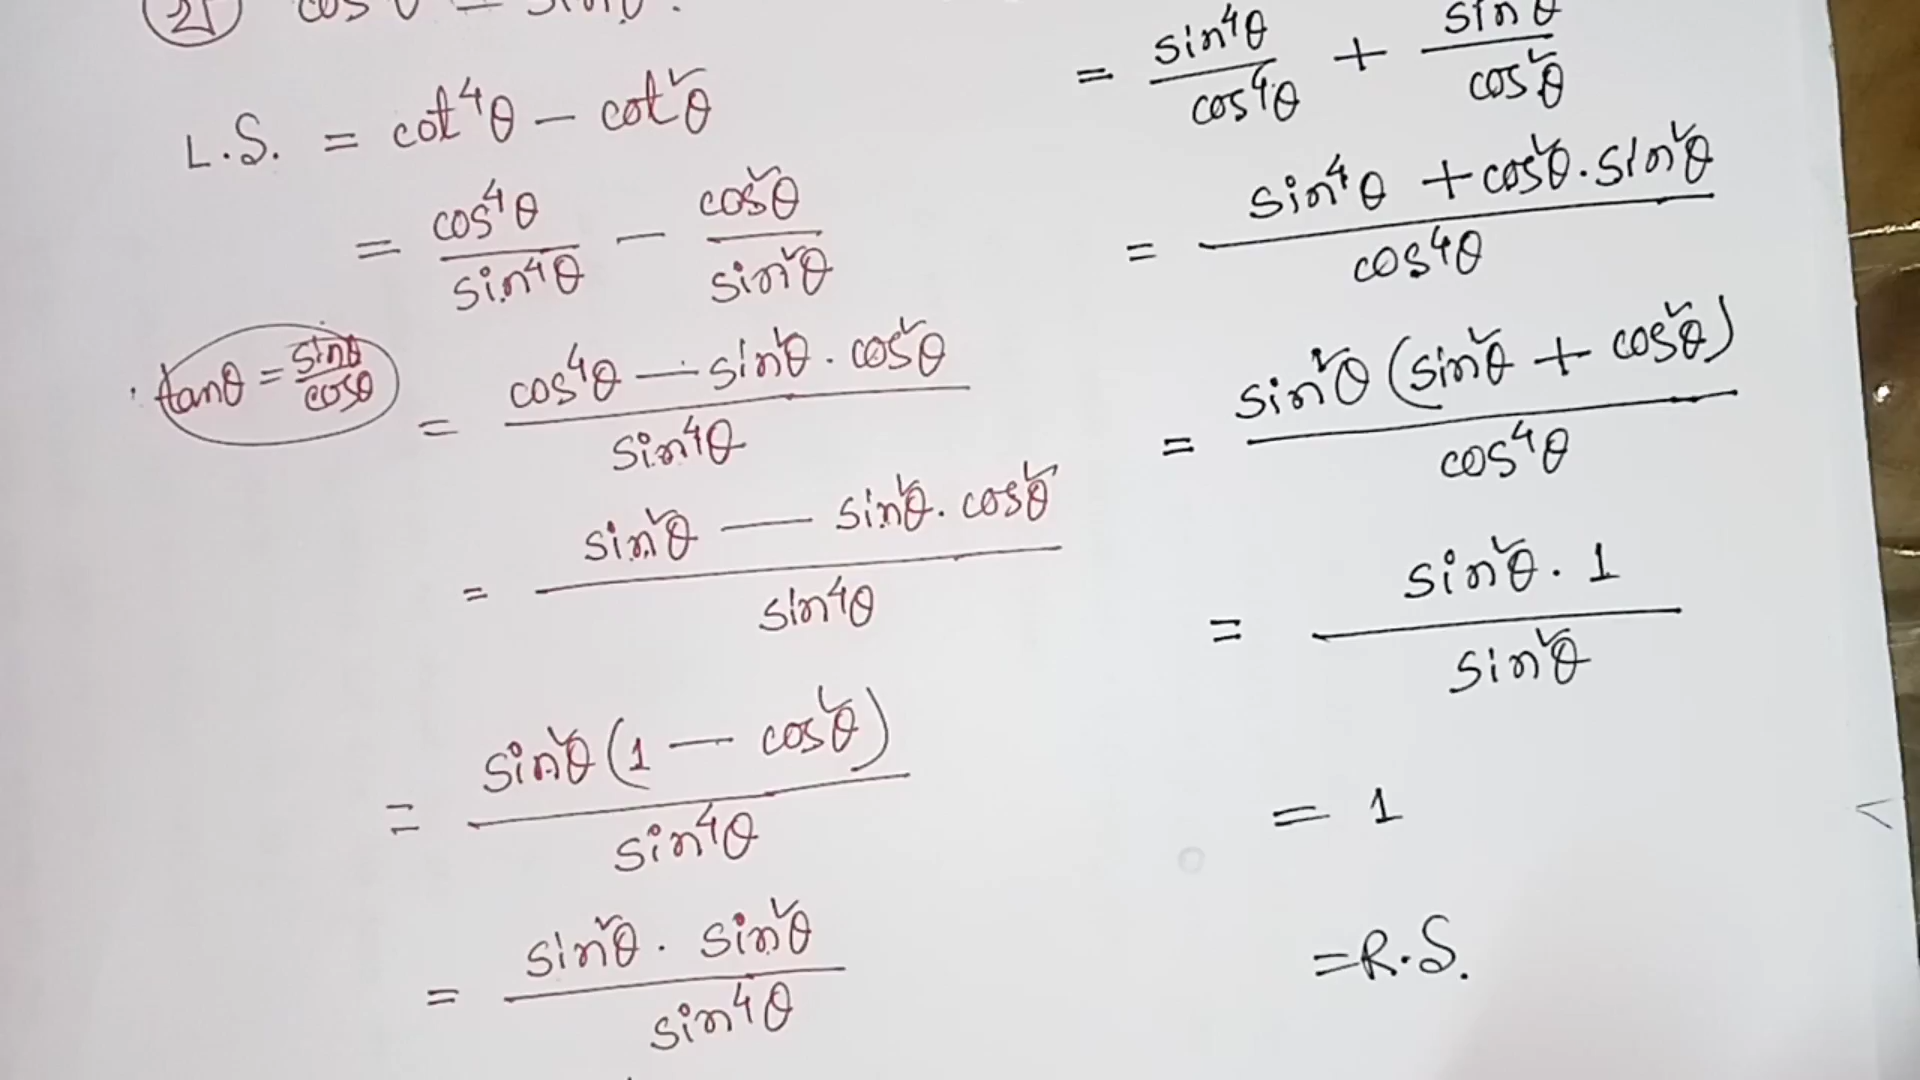 L.S. = cot⁴θ − cot²θ
= cos⁴θ/sin⁴θ − cos²θ/sin²θ
tanθ = sinθ/cosθ
= (cos⁴θ − sin²θ · cos²θ)/sin⁴θ
= (sin²θ − sin²θ · cos²θ)/sin⁴θ
= sin²θ(1 − cos²θ)/sin⁴θ
= (sin²θ · sin²θ)/sin⁴θ
= sin⁴θ/cos⁴θ + sin θ/cos²θ
= (sin⁴θ + cos²θ · sin²θ)/cos⁴θ
= sin²θ(sin²θ + cos²θ)/cos⁴θ
= (sin²θ · 1)/sin²θ
= 1
= R.S.